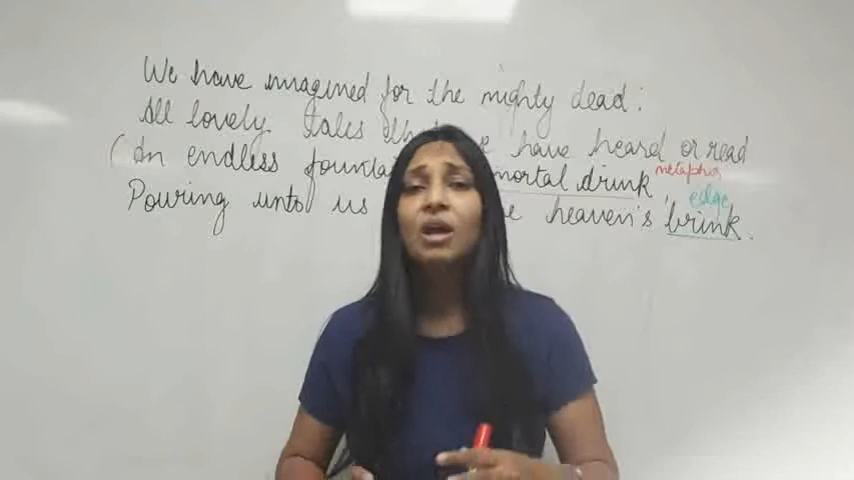 We have imagined for the mighty dead:
All lovely tales have heard or read
(An endless mortal drink, metaphor
edge
Pouring unto us heaven's brink.